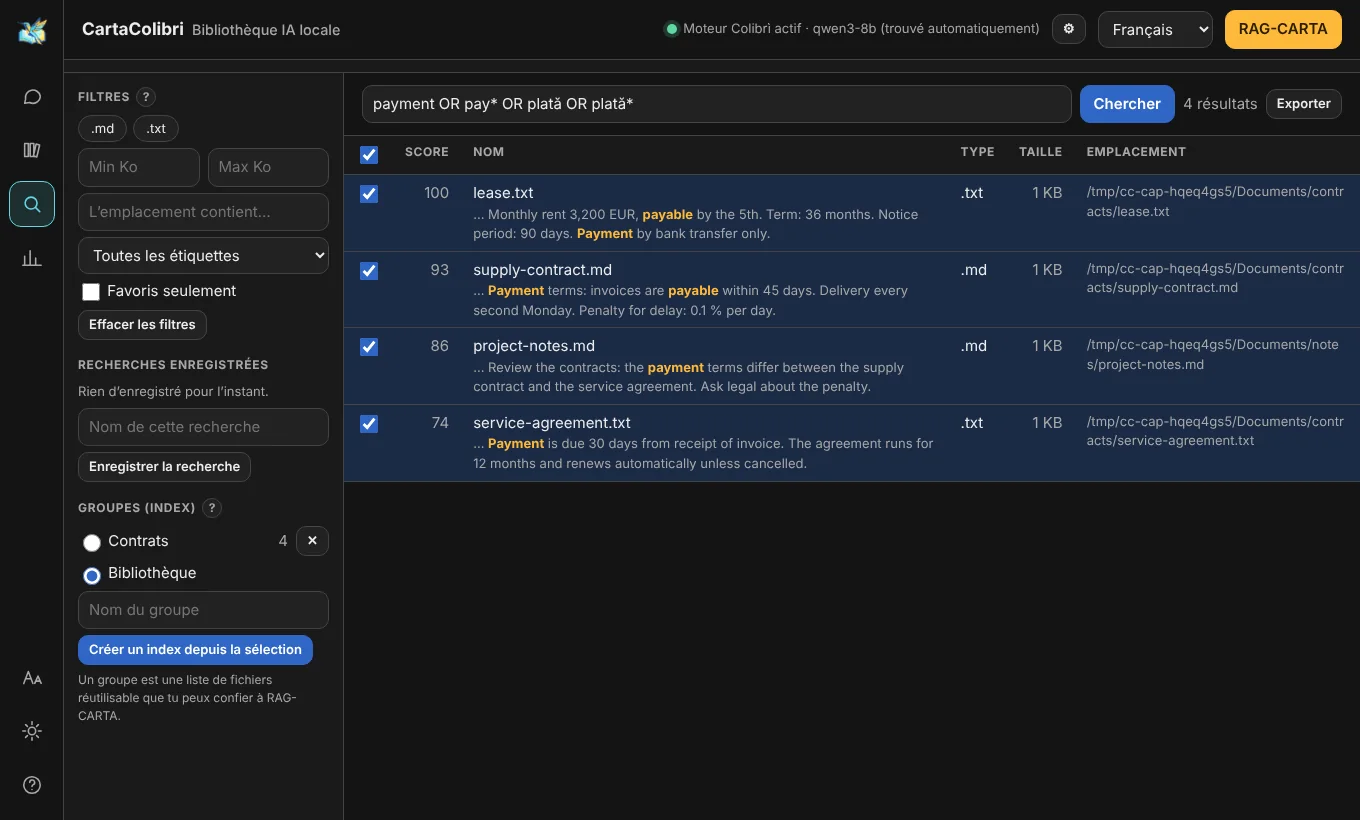 CartaColibri Bibliothèque IA locale
Moteur Colibri actif · qwen3-8b (trouvé automatiquement)
Français
RAG-CARTA
FILTRES ?
.md .txt
Min Ko Max Ko
L’emplacement contient…
Toutes les étiquettes
Favoris seulement
Effacer les filtres
RECHERCHES ENREGISTRÉES
Rien d’enregistré pour l’instant.
Nom de cette recherche
Enregistrer la recherche
GROUPES (INDEX) ?
Contrats 4 ×
Bibliothèque
Nom du groupe
Créer un index depuis la sélection
Un groupe est une liste de fichiers
réutilisable que tu peux confier à RAG-
CARTA.
AA
payment OR pay* OR plată OR plată*
Chercher
4 résultats
Exporter
SCORE NOM TYPE TAILLE EMPLACEMENT
100 lease.txt .txt 1 KB /tmp/cc-cap-hqeq4gs5/Documents/contr
acts/lease.txt
... Monthly rent 3,200 EUR, payable by the 5th. Term: 36 months. Notice
period: 90 days. Payment by bank transfer only.
93 supply-contract.md .md 1 KB /tmp/cc-cap-hqeq4gs5/Documents/contr
acts/supply-contract.md
... Payment terms: invoices are payable within 45 days. Delivery every
second Monday. Penalty for delay: 0.1 % per day.
86 project-notes.md .md 1 KB /tmp/cc-cap-hqeq4gs5/Documents/note
s/project-notes.md
... Review the contracts: the payment terms differ between the supply
contract and the service agreement. Ask legal about the penalty.
74 service-agreement.txt .txt 1 KB /tmp/cc-cap-hqeq4gs5/Documents/contr
acts/service-agreement.txt
... Payment is due 30 days from receipt of invoice. The agreement runs for
12 months and renews automatically unless cancelled.